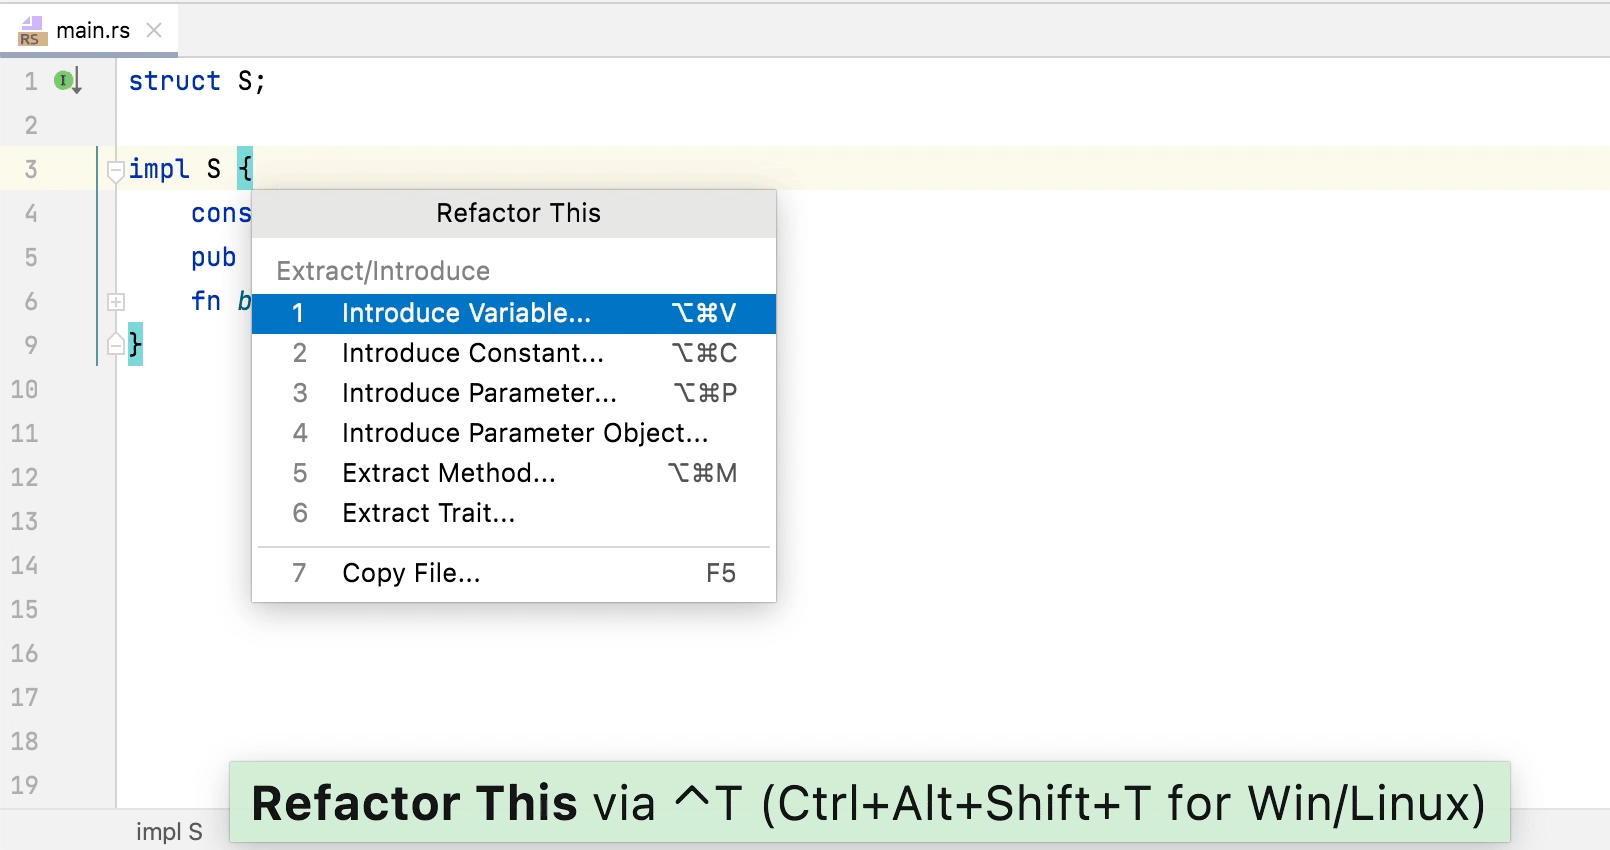 RS main.rs
1 struct S;
2
3 impl S {
4 cons
5 pub
6 fn b
9 }
10
11
12
13
14
15
16
17
18
19
Refactor This
Extract/Introduce
1 Introduce Variable... ⌥⌘V
2 Introduce Constant... ⌥⌘C
3 Introduce Parameter... ⌥⌘P
4 Introduce Parameter Object...
5 Extract Method... ⌥⌘M
6 Extract Trait...
7 Copy File... F5
Refactor This via ^T (Ctrl+Alt+Shift+T for Win/Linux)
impl S